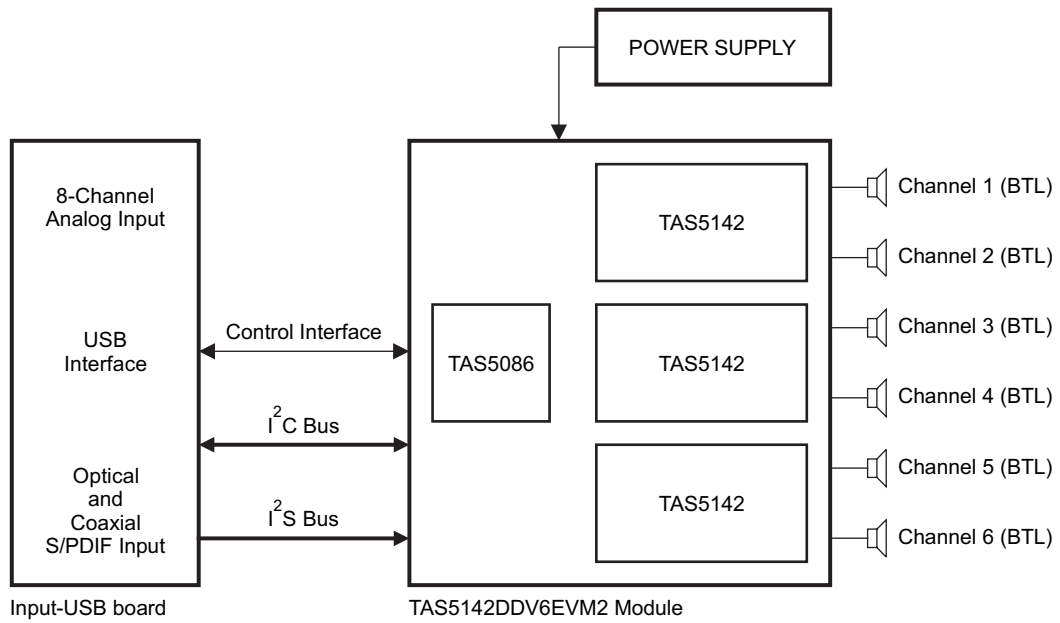 POWER SUPPLY
8-Channel
Analog Input
USB
Interface
Optical
and
Coaxial
S/PDIF Input
Input-USB board
Control Interface
I²C Bus
I²S Bus
TAS5086
TAS5142
TAS5142
TAS5142
TAS5142DDV6EVM2 Module
Channel 1 (BTL)
Channel 2 (BTL)
Channel 3 (BTL)
Channel 4 (BTL)
Channel 5 (BTL)
Channel 6 (BTL)